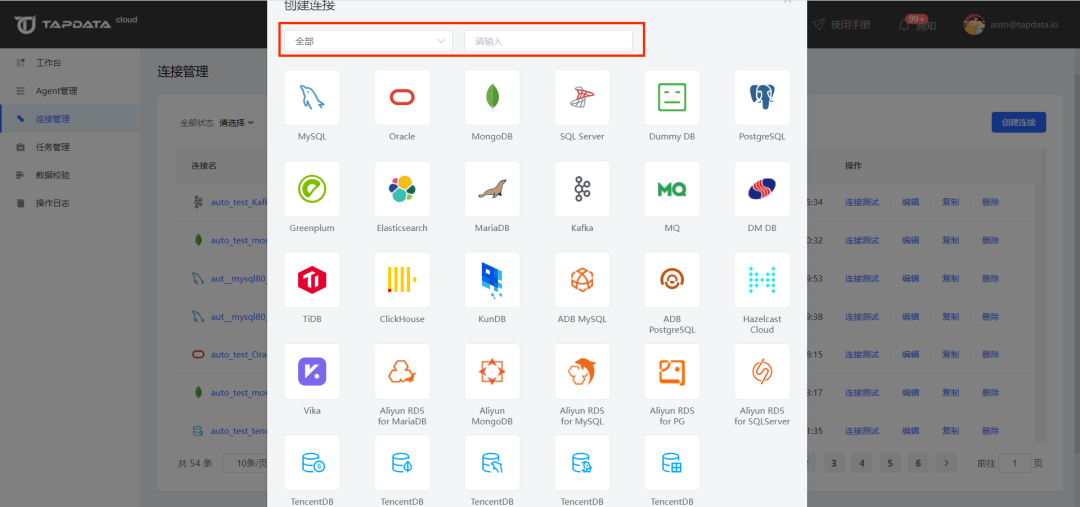 TAPDATA cloud
使用手册
99+
通知
auto@tapdata.io
工作台
Agent管理
连接管理
任务管理
数据校验
操作日志
连接管理
全部状态 请选择
创建连接
连接名
操作
auto_test_Kafk
5:34 连接测试 编辑 复制 删除
auto_test_mon
0:32 连接测试 编辑 复制 删除
aut__mysql80_
9:53 连接测试 编辑 复制 删除
aut__mysql80_
9:38 连接测试 编辑 复制 删除
auto_test_Ora
8:15 连接测试 编辑 复制 删除
auto_test_mon
3:17 连接测试 编辑 复制 删除
auto_test_tenc
1:35 连接测试 编辑 复制 删除
共 54 条 10条/页
3 4 5 6 前往 1 页
创建连接
全部 请输入
MySQL Oracle MongoDB SQL Server Dummy DB PostgreSQL
Greenplum Elasticsearch MariaDB Kafka MQ DM DB
MQ
TiDB ClickHouse KunDB ADB MySQL ADB PostgreSQL Hazelcast Cloud
Vika Aliyun RDS for MariaDB Aliyun MongoDB Aliyun RDS for MySQL Aliyun RDS for PG Aliyun RDS for SQLServer
TencentDB TencentDB TencentDB TencentDB TencentDB